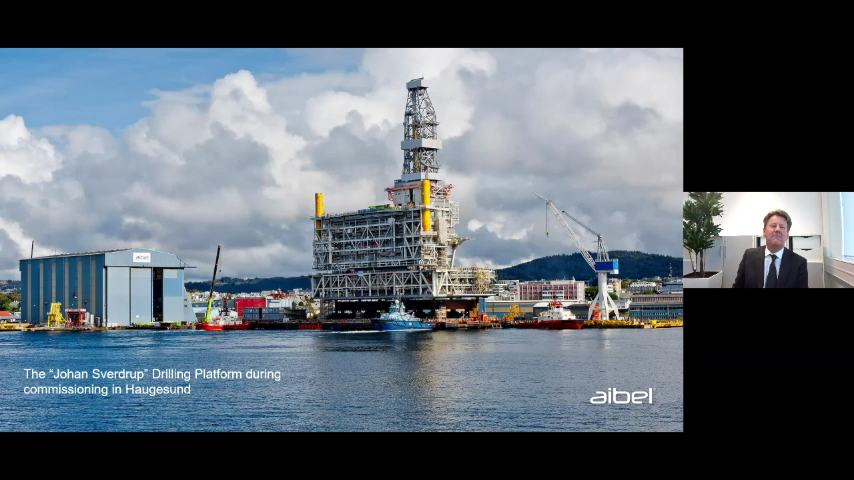 The “Johan Sverdrup” Drilling Platform during
commissioning in Haugesund
aibel